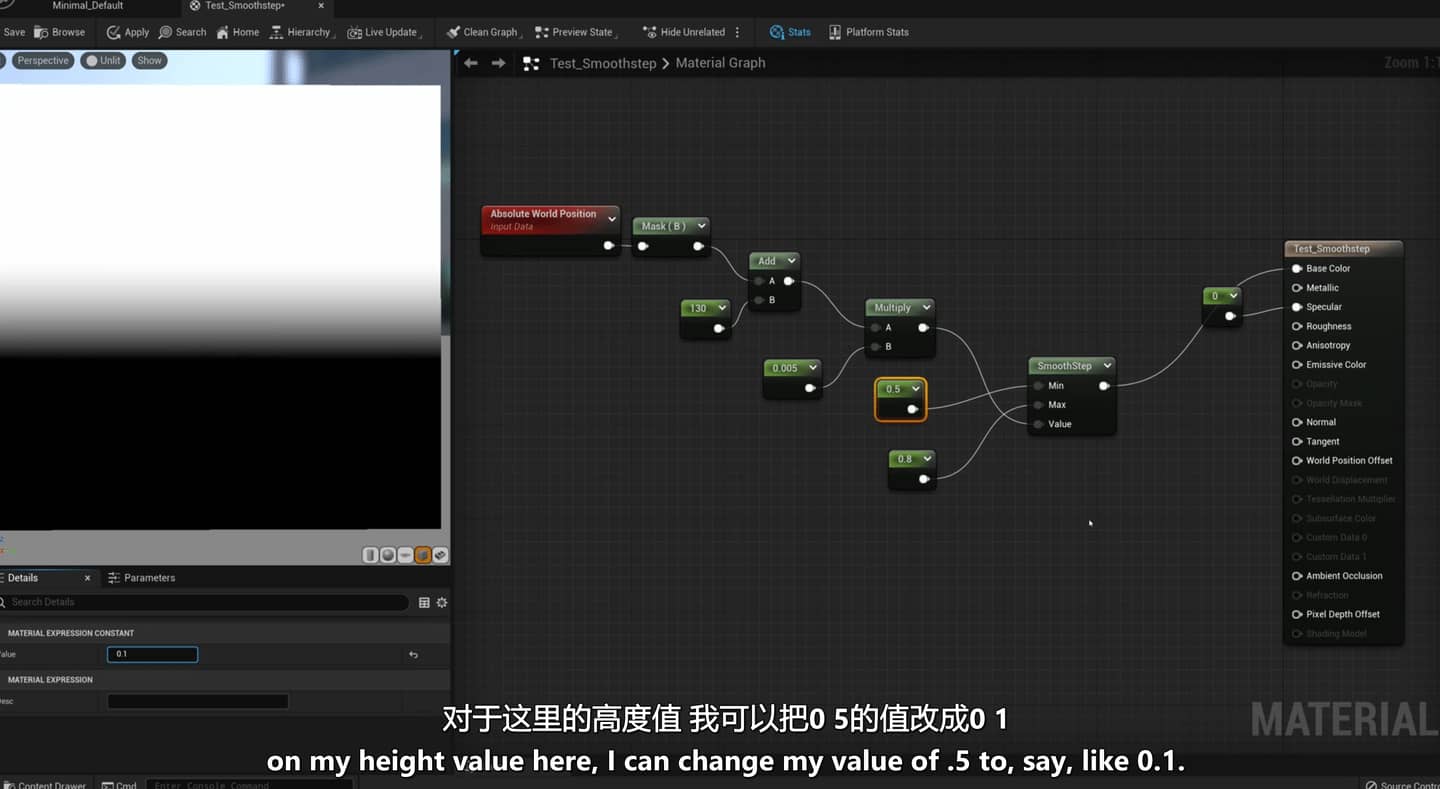 Minimal_Default
Test_Smoothstep*
Save
Browse
Apply
Search
Home
Hierarchy
Live Update
Clean Graph
Preview State
Hide Unrelated
Stats
Platform Stats
Perspective
Unlit
Show
Test_Smoothstep
Material Graph
Zoom 1:1
Absolute World Position
Input Data
Mask ( B )
Add
A
B
130
Multiply
A
B
0.005
0.5
0.8
SmoothStep
Min
Max
Value
0
Test_Smoothstep
Base Color
Metallic
Specular
Roughness
Anisotropy
Emissive Color
Opacity
Opacity Mask
Normal
Tangent
World Position Offset
World Displacement
Tessellation Multiplier
Subsurface Color
Custom Data 0
Custom Data 1
Ambient Occlusion
Refraction
Pixel Depth Offset
Shading Model
Details
Parameters
Search Details
MATERIAL EXPRESSION CONSTANT
alue
0.1
MATERIAL EXPRESSION
esc
MATERIAL
对于这里的高度值 我可以把0 5的值改成0 1
on my height value here, I can change my value of .5 to, say, like 0.1.
Content Drawer
Cmd
Enter Console Command
Source Contro